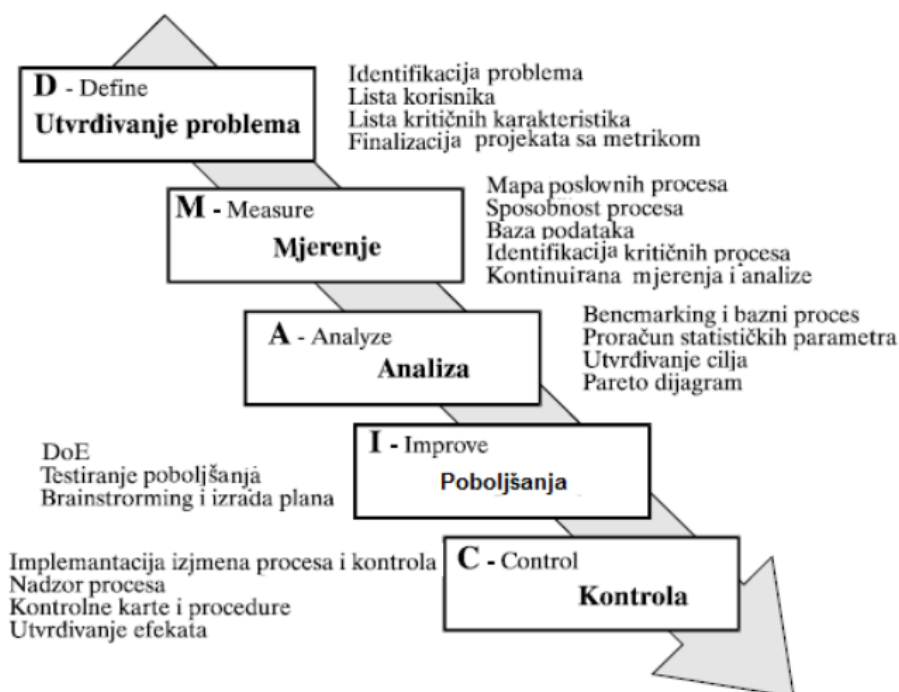 D - Define
Utvrđivanje problema
Identifikacija problema
Lista korisnika
Lista kritičnih karakteristika
Finalizacija projekata sa metrikom
M - Measure
Mjerenje
Mapa poslovnih procesa
Sposobnost procesa
Baza podataka
Identifikacija kritičnih procesa
Kontinuirana mjerenja i analize
A - Analyze
Analiza
Bencmarking i bazni proces
Proračun statističkih parametra
Utvrđivanje cilja
Pareto dijagram
I - Improve
Poboljšanja
DoE
Testiranje poboljšanja
Brainstrorming i izrada plana
C - Control
Kontrola
Implemantacija izjmena procesa i kontrola
Nadzor procesa
Kontrolne karte i procedure
Utvrđivanje efekata